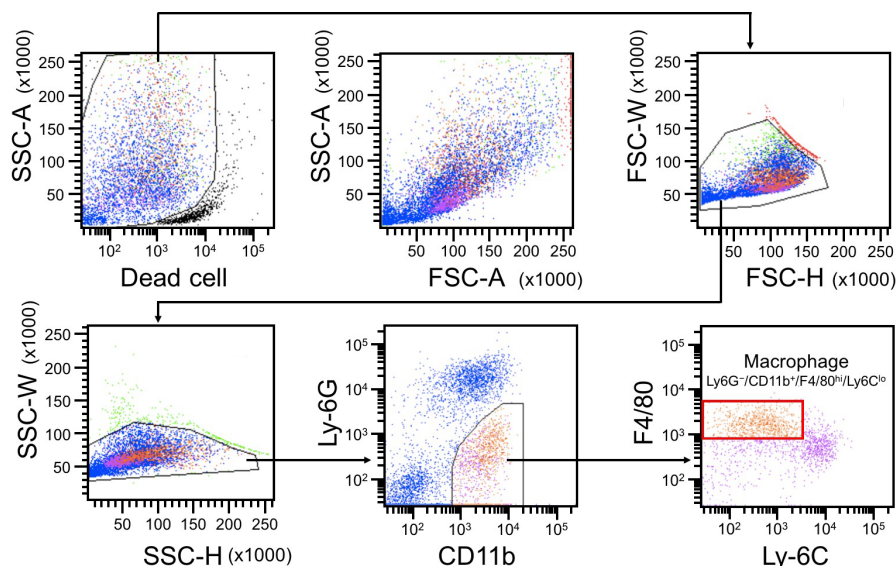 SSC-A (x1000)
250
200
150
100
50
10²
10³
10⁴
10⁵
Dead cell
SSC-A (x1000)
250
200
150
100
50
50 100 150 200 250
FSC-A (x1000)
FSC-W (x1000)
250
200
150
100
50
50 100 150 200 250
FSC-H (x1000)
SSC-W (x1000)
250
200
150
100
50
50 100 150 200 250
SSC-H (x1000)
Ly-6G
10⁵
10⁴
10³
10²
10² 10³ 10⁴ 10⁵
CD11b
F4/80
10⁵
10⁴
10³
10²
Macrophage
Ly6G⁻/CD11b⁺/F4/80ʰⁱ/Ly6Cˡᵒ
10² 10³ 10⁴ 10⁵
Ly-6C